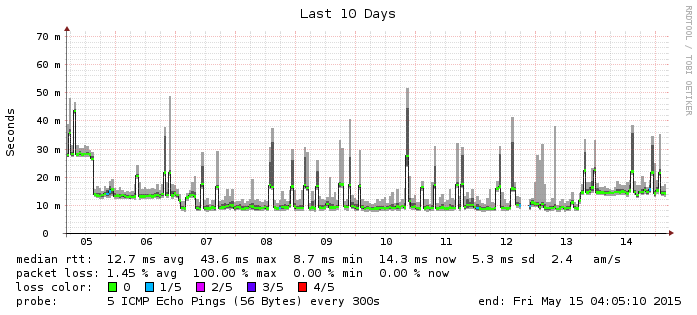 Last 10 Days
RRDTOOL / TOBI OETIKER
Seconds
70 m
60 m
50 m
40 m
30 m
20 m
10 m
0
05 06 07 08 09 10 11 12 13 14
median rtt: 12.7 ms avg 43.6 ms max 8.7 ms min 14.3 ms now 5.3 ms sd 2.4 am/s
packet loss: 1.45 % avg 100.00 % max 0.00 % min 0.00 % now
loss color: 0 1/5 2/5 3/5 4/5
probe: 5 ICMP Echo Pings (56 Bytes) every 300s end: Fri May 15 04:05:10 2015